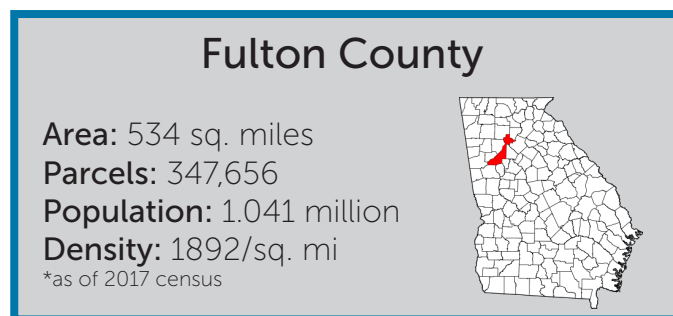 Fulton County
Area: 534 sq. miles
Parcels: 347,656
Population: 1.041 million
Density: 1892/sq. mi
*as of 2017 census